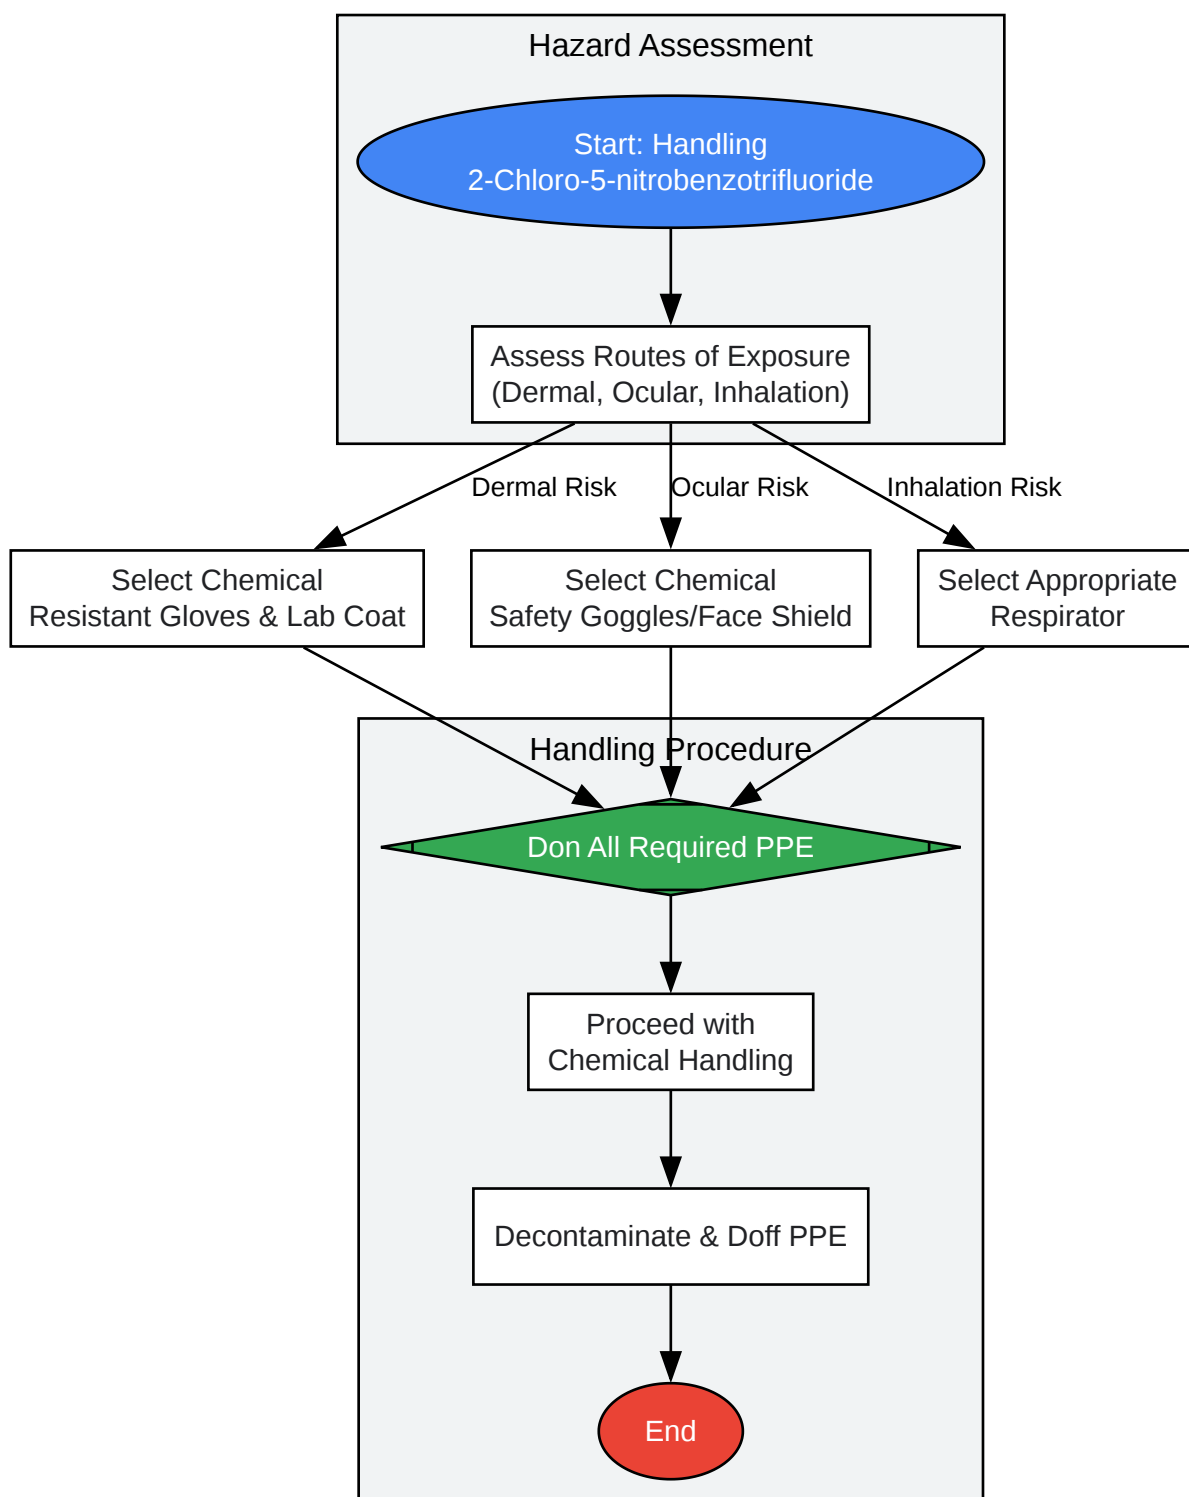 Hazard Assessment
Start: Handling
2-Chloro-5-nitrobenzotrifluoride
Assess Routes of Exposure
(Dermal, Ocular, Inhalation)
Dermal Risk
Ocular Risk
Inhalation Risk
Select Chemical
Resistant Gloves & Lab Coat
Select Chemical
Safety Goggles/Face Shield
Select Appropriate
Respirator
Handling Procedure
Don All Required PPE
Proceed with
Chemical Handling
Decontaminate & Doff PPE
End